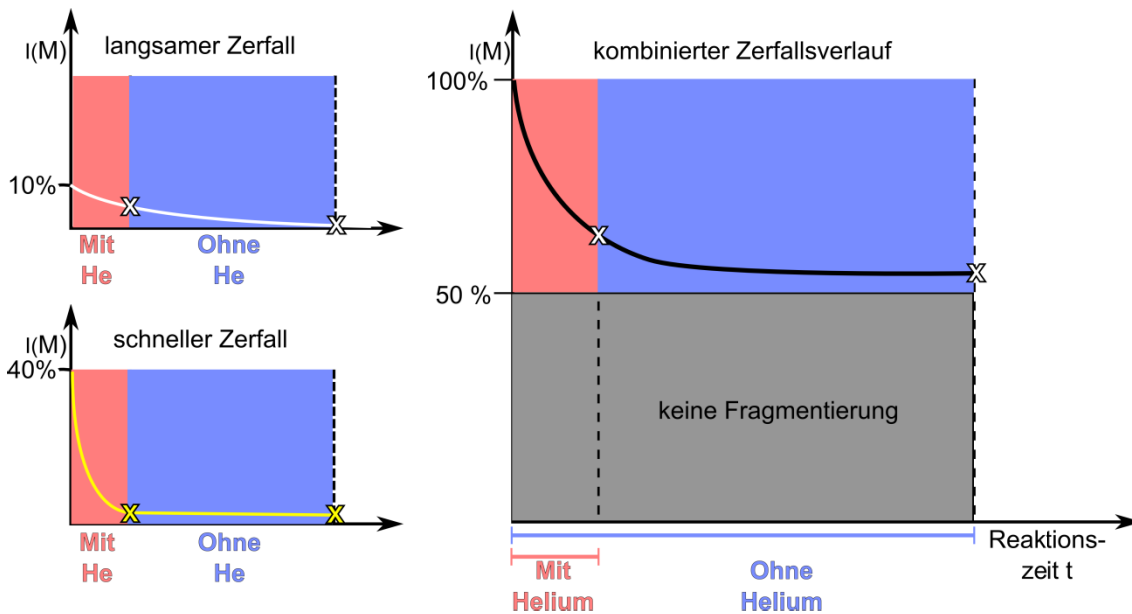 I(M)
langsamer Zerfall
10%
X
X
Mit
He
Ohne
He
I(M)
schneller Zerfall
40%
X
X
Mit
He
Ohne
He
I(M)
kombinierter Zerfallsverlauf
100%
X
X
50 %
keine Fragmentierung
Mit
Helium
Ohne
Helium
Reaktions-
zeit t